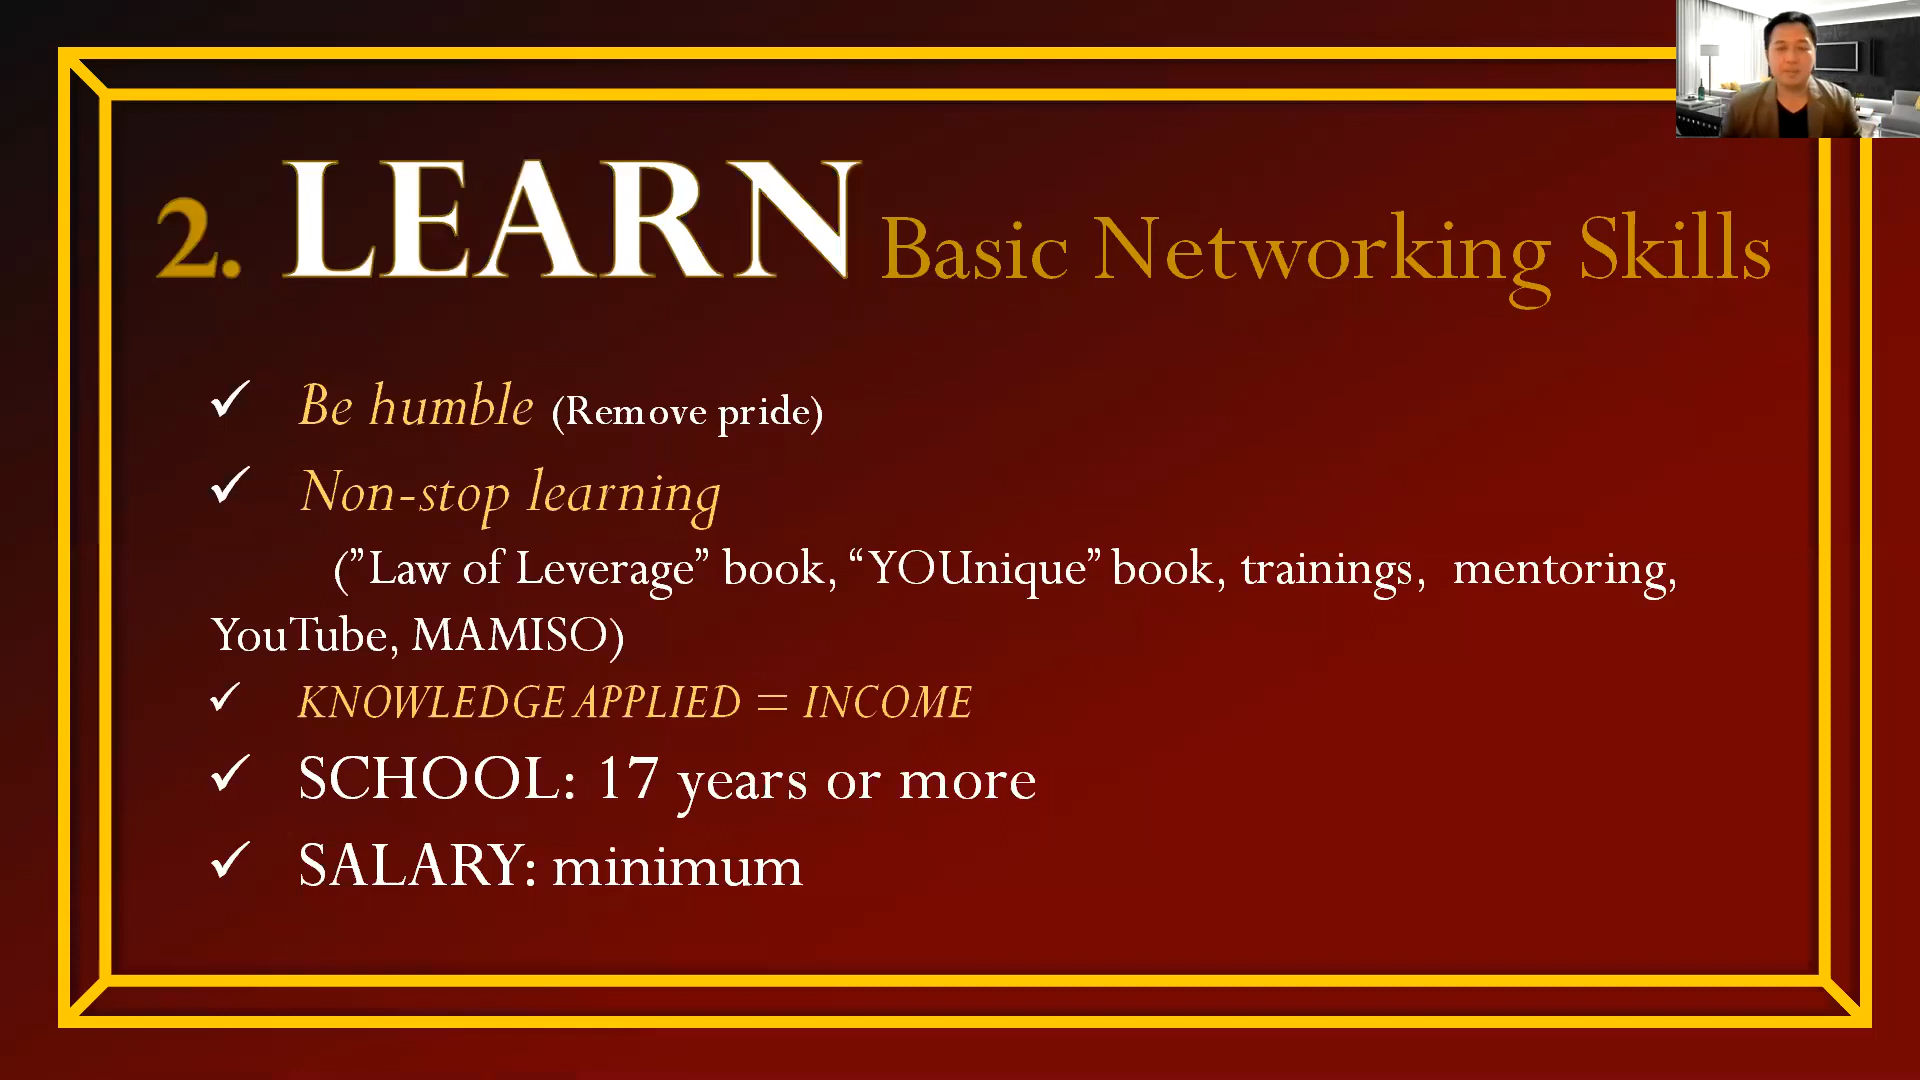 2. LEARN Basic Networking Skills
✓ Be humble (Remove pride)
✓ Non-stop learning
(”Law of Leverage” book, “YOUnique” book, trainings, mentoring,
YouTube, MAMISO)
✓ KNOWLEDGE APPLIED = INCOME
✓ SCHOOL: 17 years or more
✓ SALARY: minimum